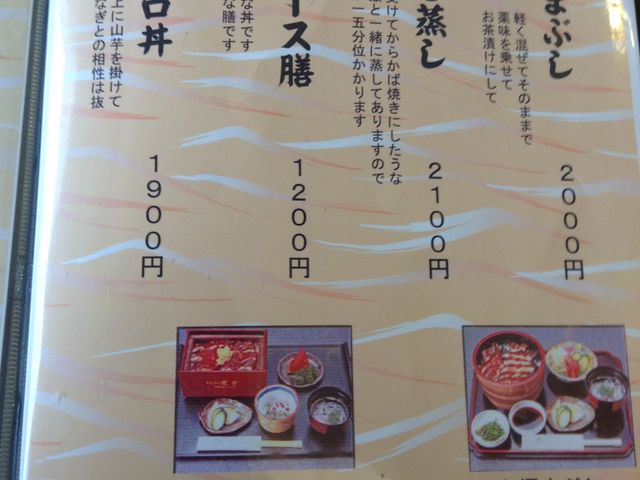 まぶし
軽く混ぜてそのままで
薬味を乗せて
お茶漬けにして
2000円
蒸し
受けてからかば焼きにしたうな
と一緒に蒸してありますので
一五分位かかります
2100円
ース膳
な丼です
な膳です
1200円
ロ丼
上に山芋を掛けて
なぎとの相性は抜
1900円